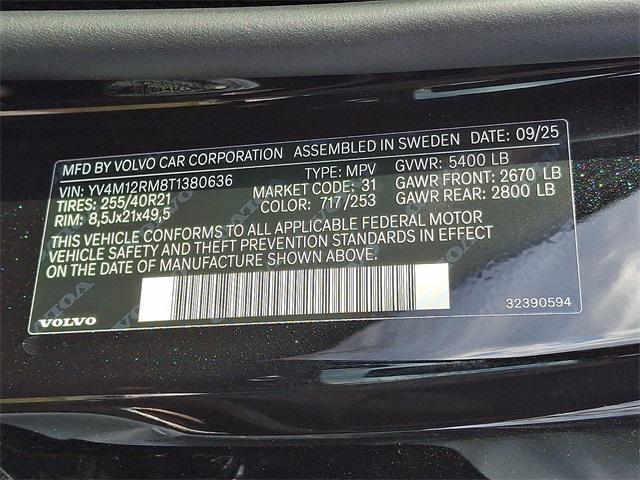 MFD BY VOLVO CAR CORPORATION ASSEMBLED IN SWEDEN DATE: 09/25
VIN: YV4M12RM8T1380636 TYPE: MPV GVWR: 5400 LB
TIRES: 255/40R21 MARKET CODE: 31 GAWR FRONT: 2670 LB
RIM: 8,5Jx21x49,5 COLOR: 717/253 GAWR REAR: 2800 LB
THIS VEHICLE CONFORMS TO ALL APPLICABLE FEDERAL MOTOR
VEHICLE SAFETY AND THEFT PREVENTION STANDARDS IN EFFECT
ON THE DATE OF MANUFACTURE SHOWN ABOVE.
VOLVO 32390594